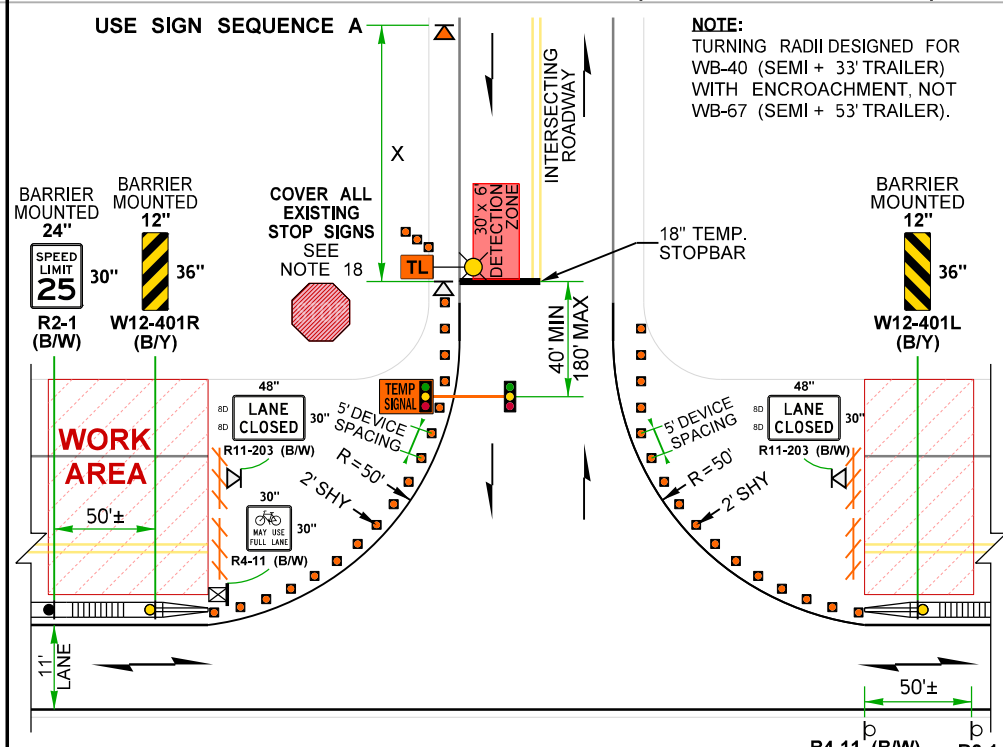 USE SIGN SEQUENCE A
NOTE:
TURNING RADII DESIGNED FOR
WB-40 (SEMI + 33' TRAILER)
WITH ENCROACHMENT, NOT
WB-67 (SEMI + 53' TRAILER).
INTERSECTING
ROADWAY
X
BARRIER
MOUNTED
24"
SPEED
LIMIT
25
30"
R2-1
(B/W)
BARRIER
MOUNTED
12"
36"
W12-401R
(B/Y)
COVER ALL
EXISTING
STOP SIGNS
SEE
NOTE 18
STOP
TL
30' x 6'
DETECTION
ZONE
18" TEMP.
STOPBAR
40' MIN
180' MAX
BARRIER
MOUNTED
12"
36"
W12-401L
(B/Y)
TEMP
SIGNAL
WORK
AREA
50'±
48"
8D
8D
LANE
CLOSED
30"
R11-203 (B/W)
30"
MAY USE
FULL LANE
30"
R4-11 (B/W)
5' DEVICE
SPACING
R=50'
2' SHY
5' DEVICE
SPACING
R=50'
2' SHY
48"
8D
8D
LANE
CLOSED
30"
R11-203 (B/W)
11'
LANE
50'±
R4-11 (B/W)